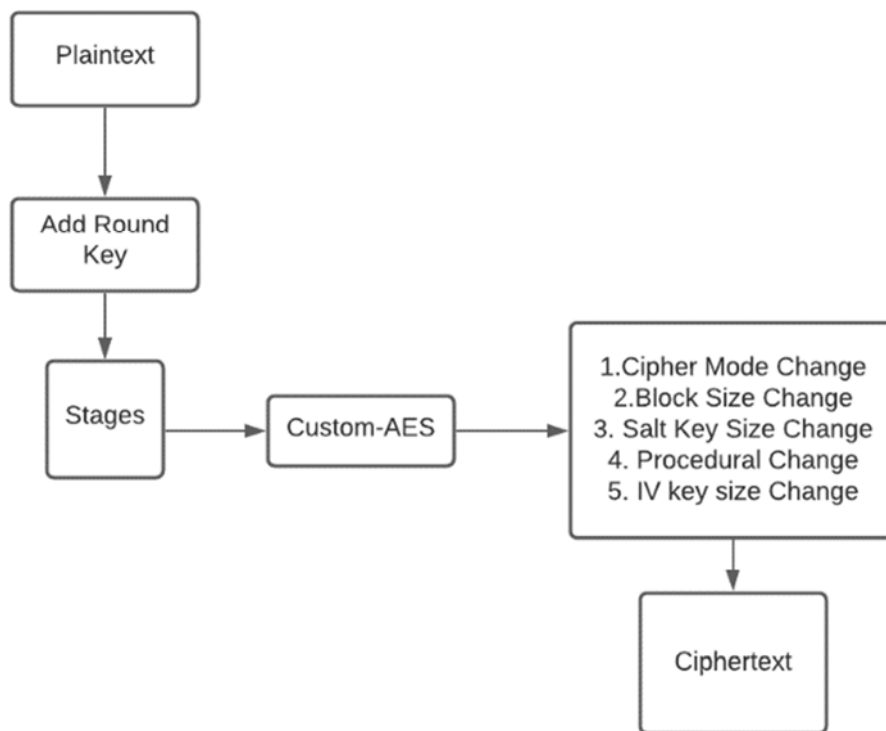 Plaintext
Add Round
Key
Stages
Custom-AES
1.Cipher Mode Change
2.Block Size Change
3. Salt Key Size Change
4. Procedural Change
5. IV key size Change
Ciphertext